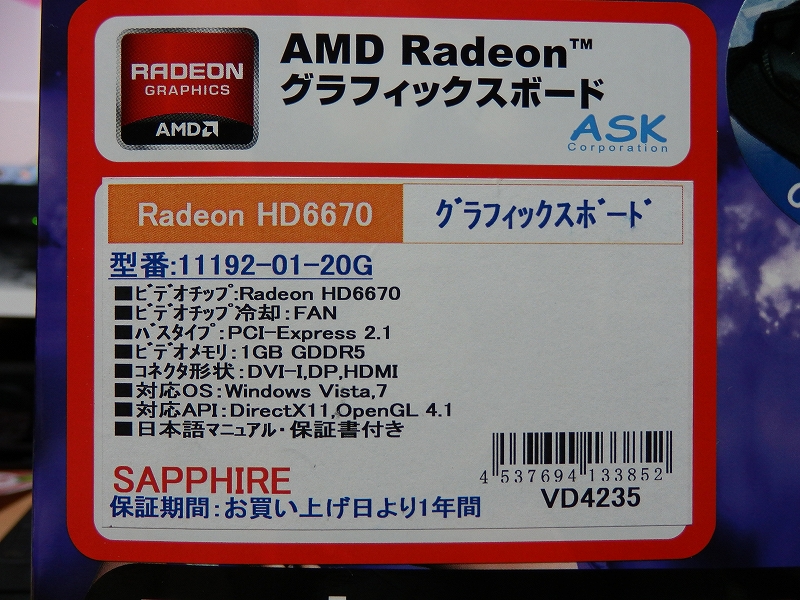 RADEON
GRAPHICS
AMD
AMD Radeon™
グラフィックスボード
ASK
Corporation
Radeon HD6670
ｸﾞﾗﾌｨｯｸｽﾎﾞｰﾄﾞ
型番:11192-01-20G
■ﾋﾞﾃﾞｵﾁｯﾌﾟ:Radeon HD6670
■ﾋﾞﾃﾞｵﾁｯﾌﾟ冷却:FAN
■ﾊﾞｽﾀｲﾌﾟ:PCI-Express 2.1
■ﾋﾞﾃﾞｵﾒﾓﾘ:1GB GDDR5
■ｺﾈｸﾀ形状:DVI-I,DP,HDMI
■対応OS:Windows Vista,7
■対応API:DirectX11,OpenGL 4.1
■日本語ﾏﾆｭｱﾙ・保証書付き
4 537694 133852
SAPPHIRE
VD4235
保証期間:お買い上げ日より1年間